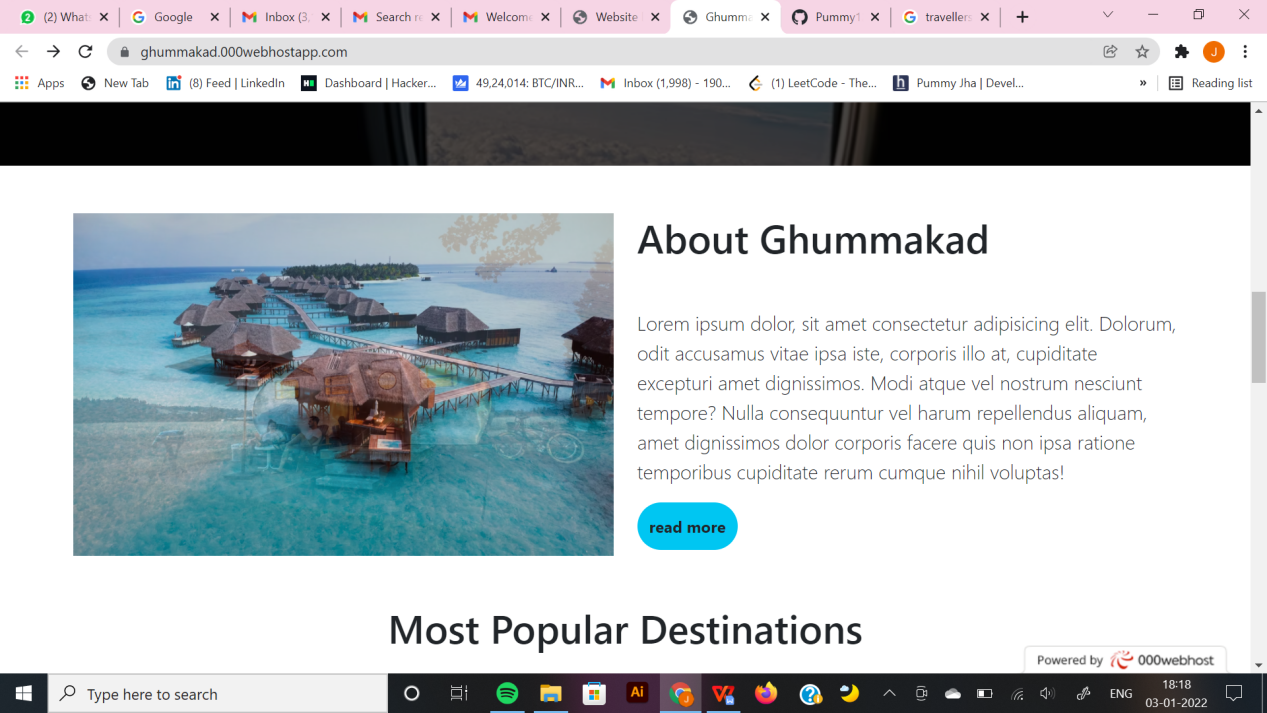 (2) What
Google
Inbox (3,
Search re
Welcome
Website
Ghumma
Pummy1
travellers
ghummakad.000webhostapp.com
J
Apps
New Tab
(8) Feed | LinkedIn
Dashboard | Hacker...
49,24,014: BTC/INR...
Inbox (1,998) - 190...
(1) LeetCode - The...
Pummy Jha | Devel...
»
Reading list
About Ghummakad
Lorem ipsum dolor, sit amet consectetur adipisicing elit. Dolorum,
odit accusamus vitae ipsa iste, corporis illo at, cupiditate
excepturi amet dignissimos. Modi atque vel nostrum nesciunt
tempore? Nulla consequuntur vel harum repellendus aliquam,
amet dignissimos dolor corporis facere quis non ipsa ratione
temporibus cupiditate rerum cumque nihil voluptas!
read more
Most Popular Destinations
Powered by 000webhost
Type here to search
Ai
ENG
18:18
03-01-2022